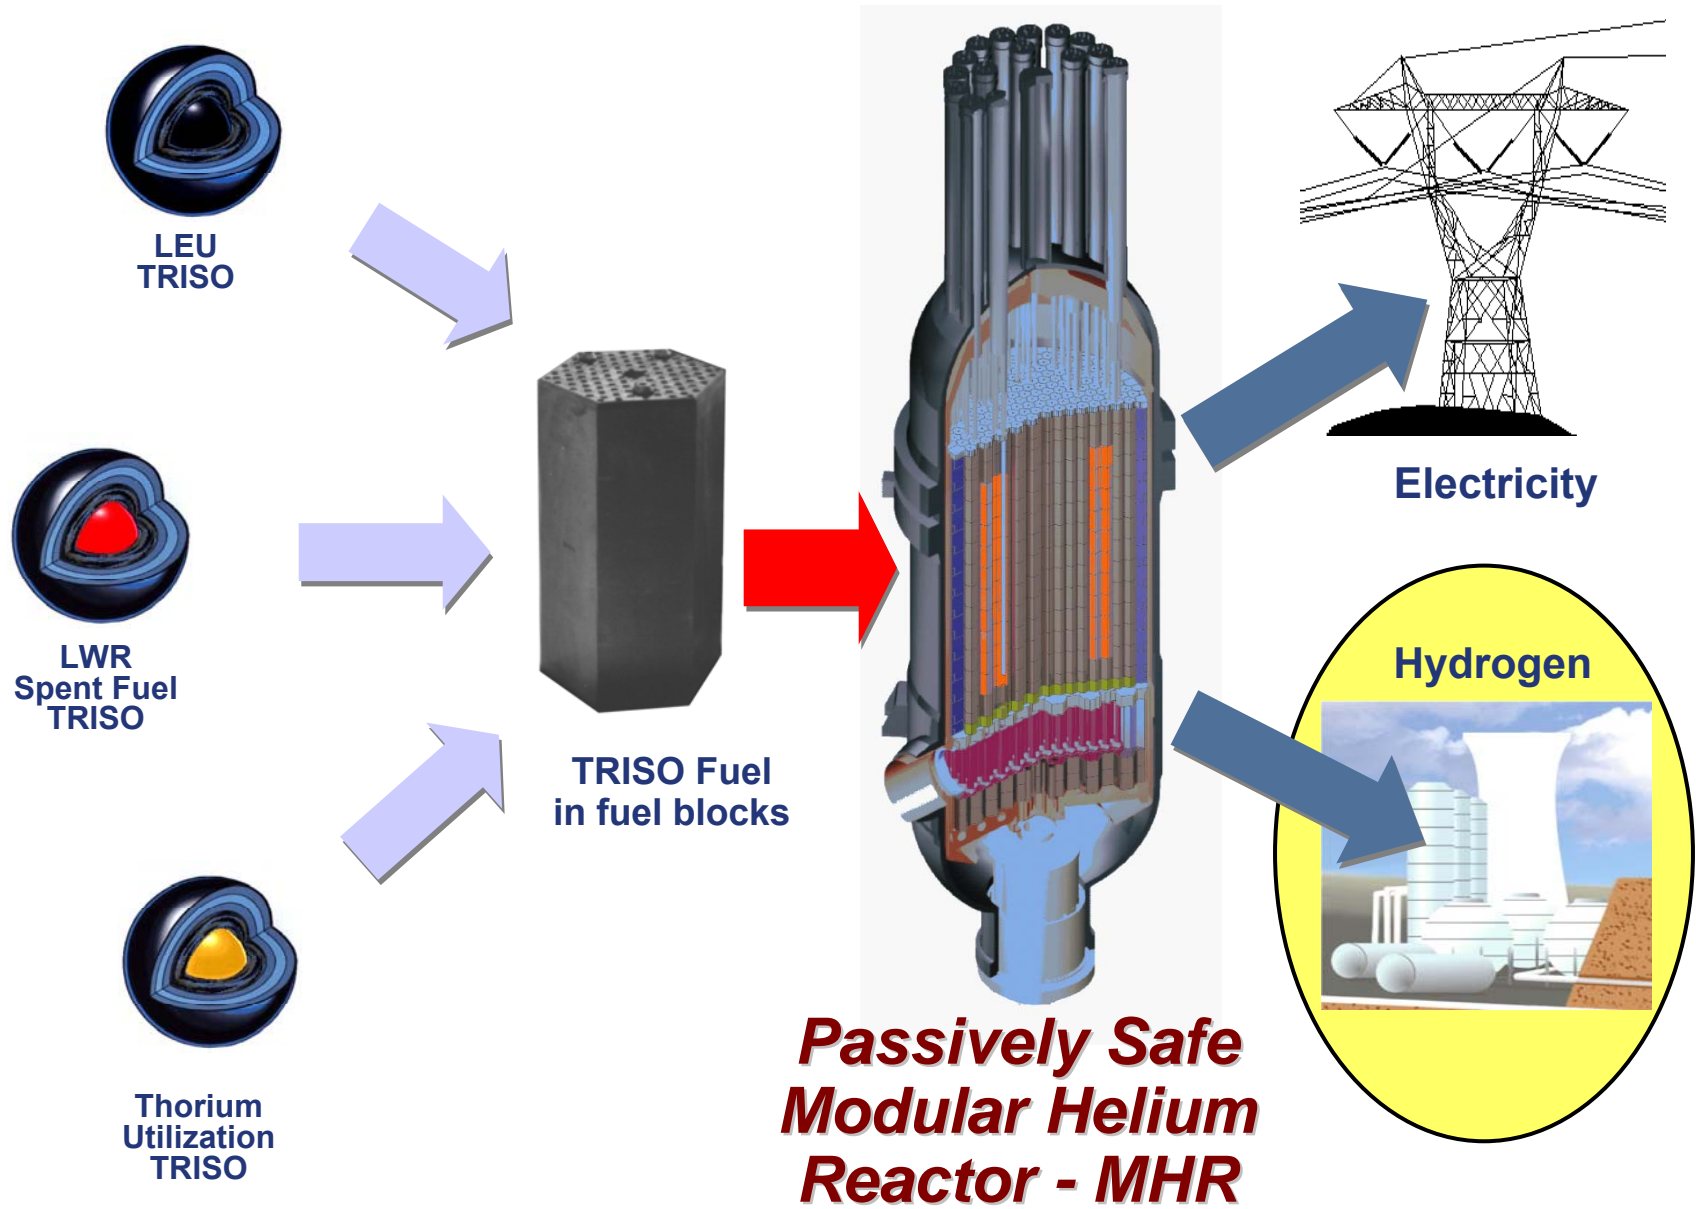 LEU
TRISO
LWR
Spent Fuel
TRISO
Thorium
Utilization
TRISO
TRISO Fuel
in fuel blocks
Passively Safe
Modular Helium
Reactor - MHR
Electricity
Hydrogen